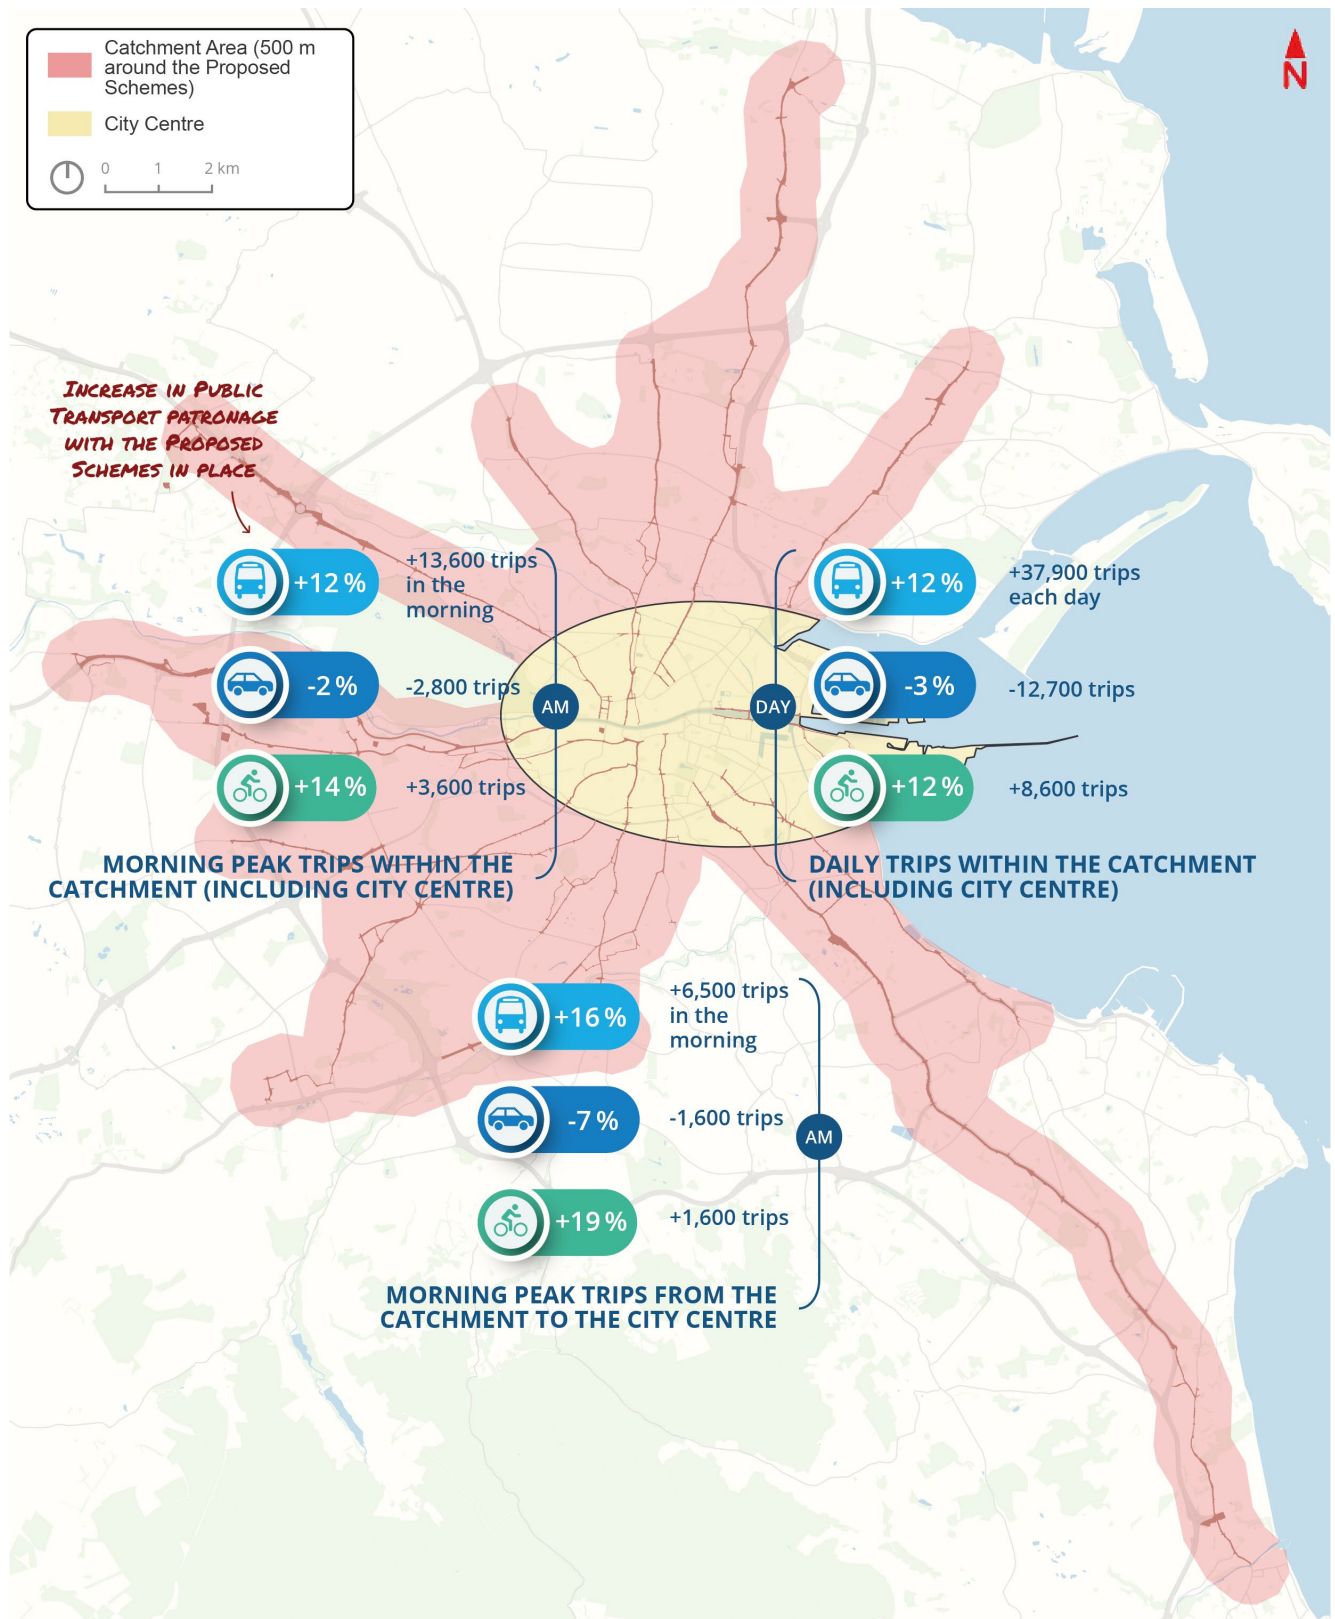 Catchment Area (500 m
around the Proposed
Schemes)
City Centre
0 1 2 km
N
INCREASE IN PUBLIC
TRANSPORT PATRONAGE
WITH THE PROPOSED
SCHEMES IN PLACE
+12 %
+13,600 trips
in the
morning
-2 %
-2,800 trips
+14 %
+3,600 trips
AM
MORNING PEAK TRIPS WITHIN THE
CATCHMENT (INCLUDING CITY CENTRE)
DAY
+12 %
+37,900 trips
each day
-3 %
-12,700 trips
+12 %
+8,600 trips
DAILY TRIPS WITHIN THE CATCHMENT
(INCLUDING CITY CENTRE)
+16 %
+6,500 trips
in the
morning
-7 %
-1,600 trips
AM
+19 %
+1,600 trips
MORNING PEAK TRIPS FROM THE
CATCHMENT TO THE CITY CENTRE